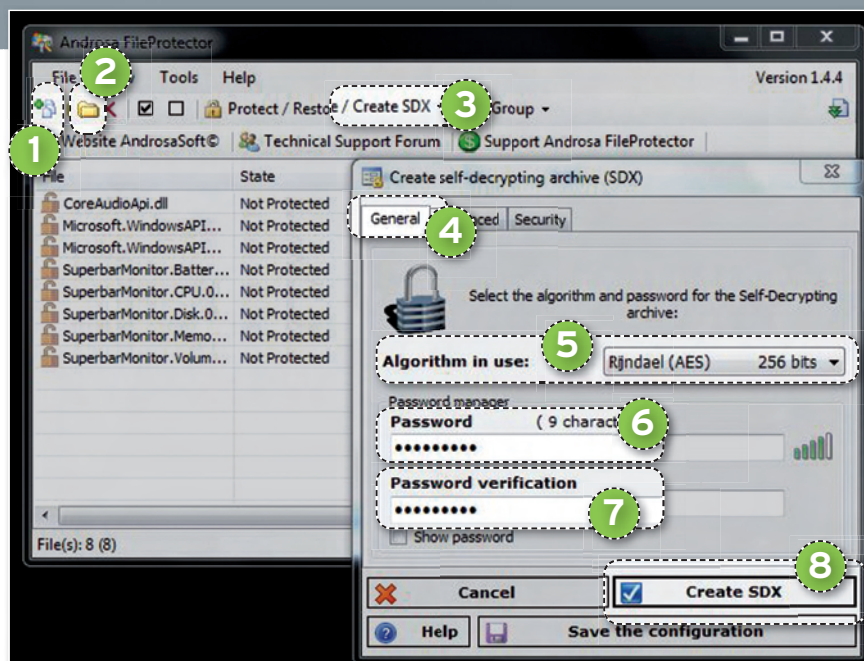 Androsa FileProtector
File Tools Help Version 1.4.4
Protect / Restore / Create SDX Group
Website AndrosaSoft© Technical Support Forum Support Androsa FileProtector
File State
CoreAudioApi.dll Not Protected
Microsoft.WindowsAPI... Not Protected
Microsoft.WindowsAPI... Not Protected
SuperbarMonitor.Batter... Not Protected
SuperbarMonitor.CPU.0... Not Protected
SuperbarMonitor.Disk.0... Not Protected
SuperbarMonitor.Memo... Not Protected
SuperbarMonitor.Volum... Not Protected
File(s): 8 (8)
Create self-decrypting archive (SDX)
General Security
Select the algorithm and password for the Self-Decrypting
archive:
Algorithm in use: Rijndael (AES) 256 bits
Password manager
Password ( 9 charact
•••••••••
Password verification
•••••••••
Show password
Cancel Create SDX
Help Save the configuration
1
2
3
4
5
6
7
8